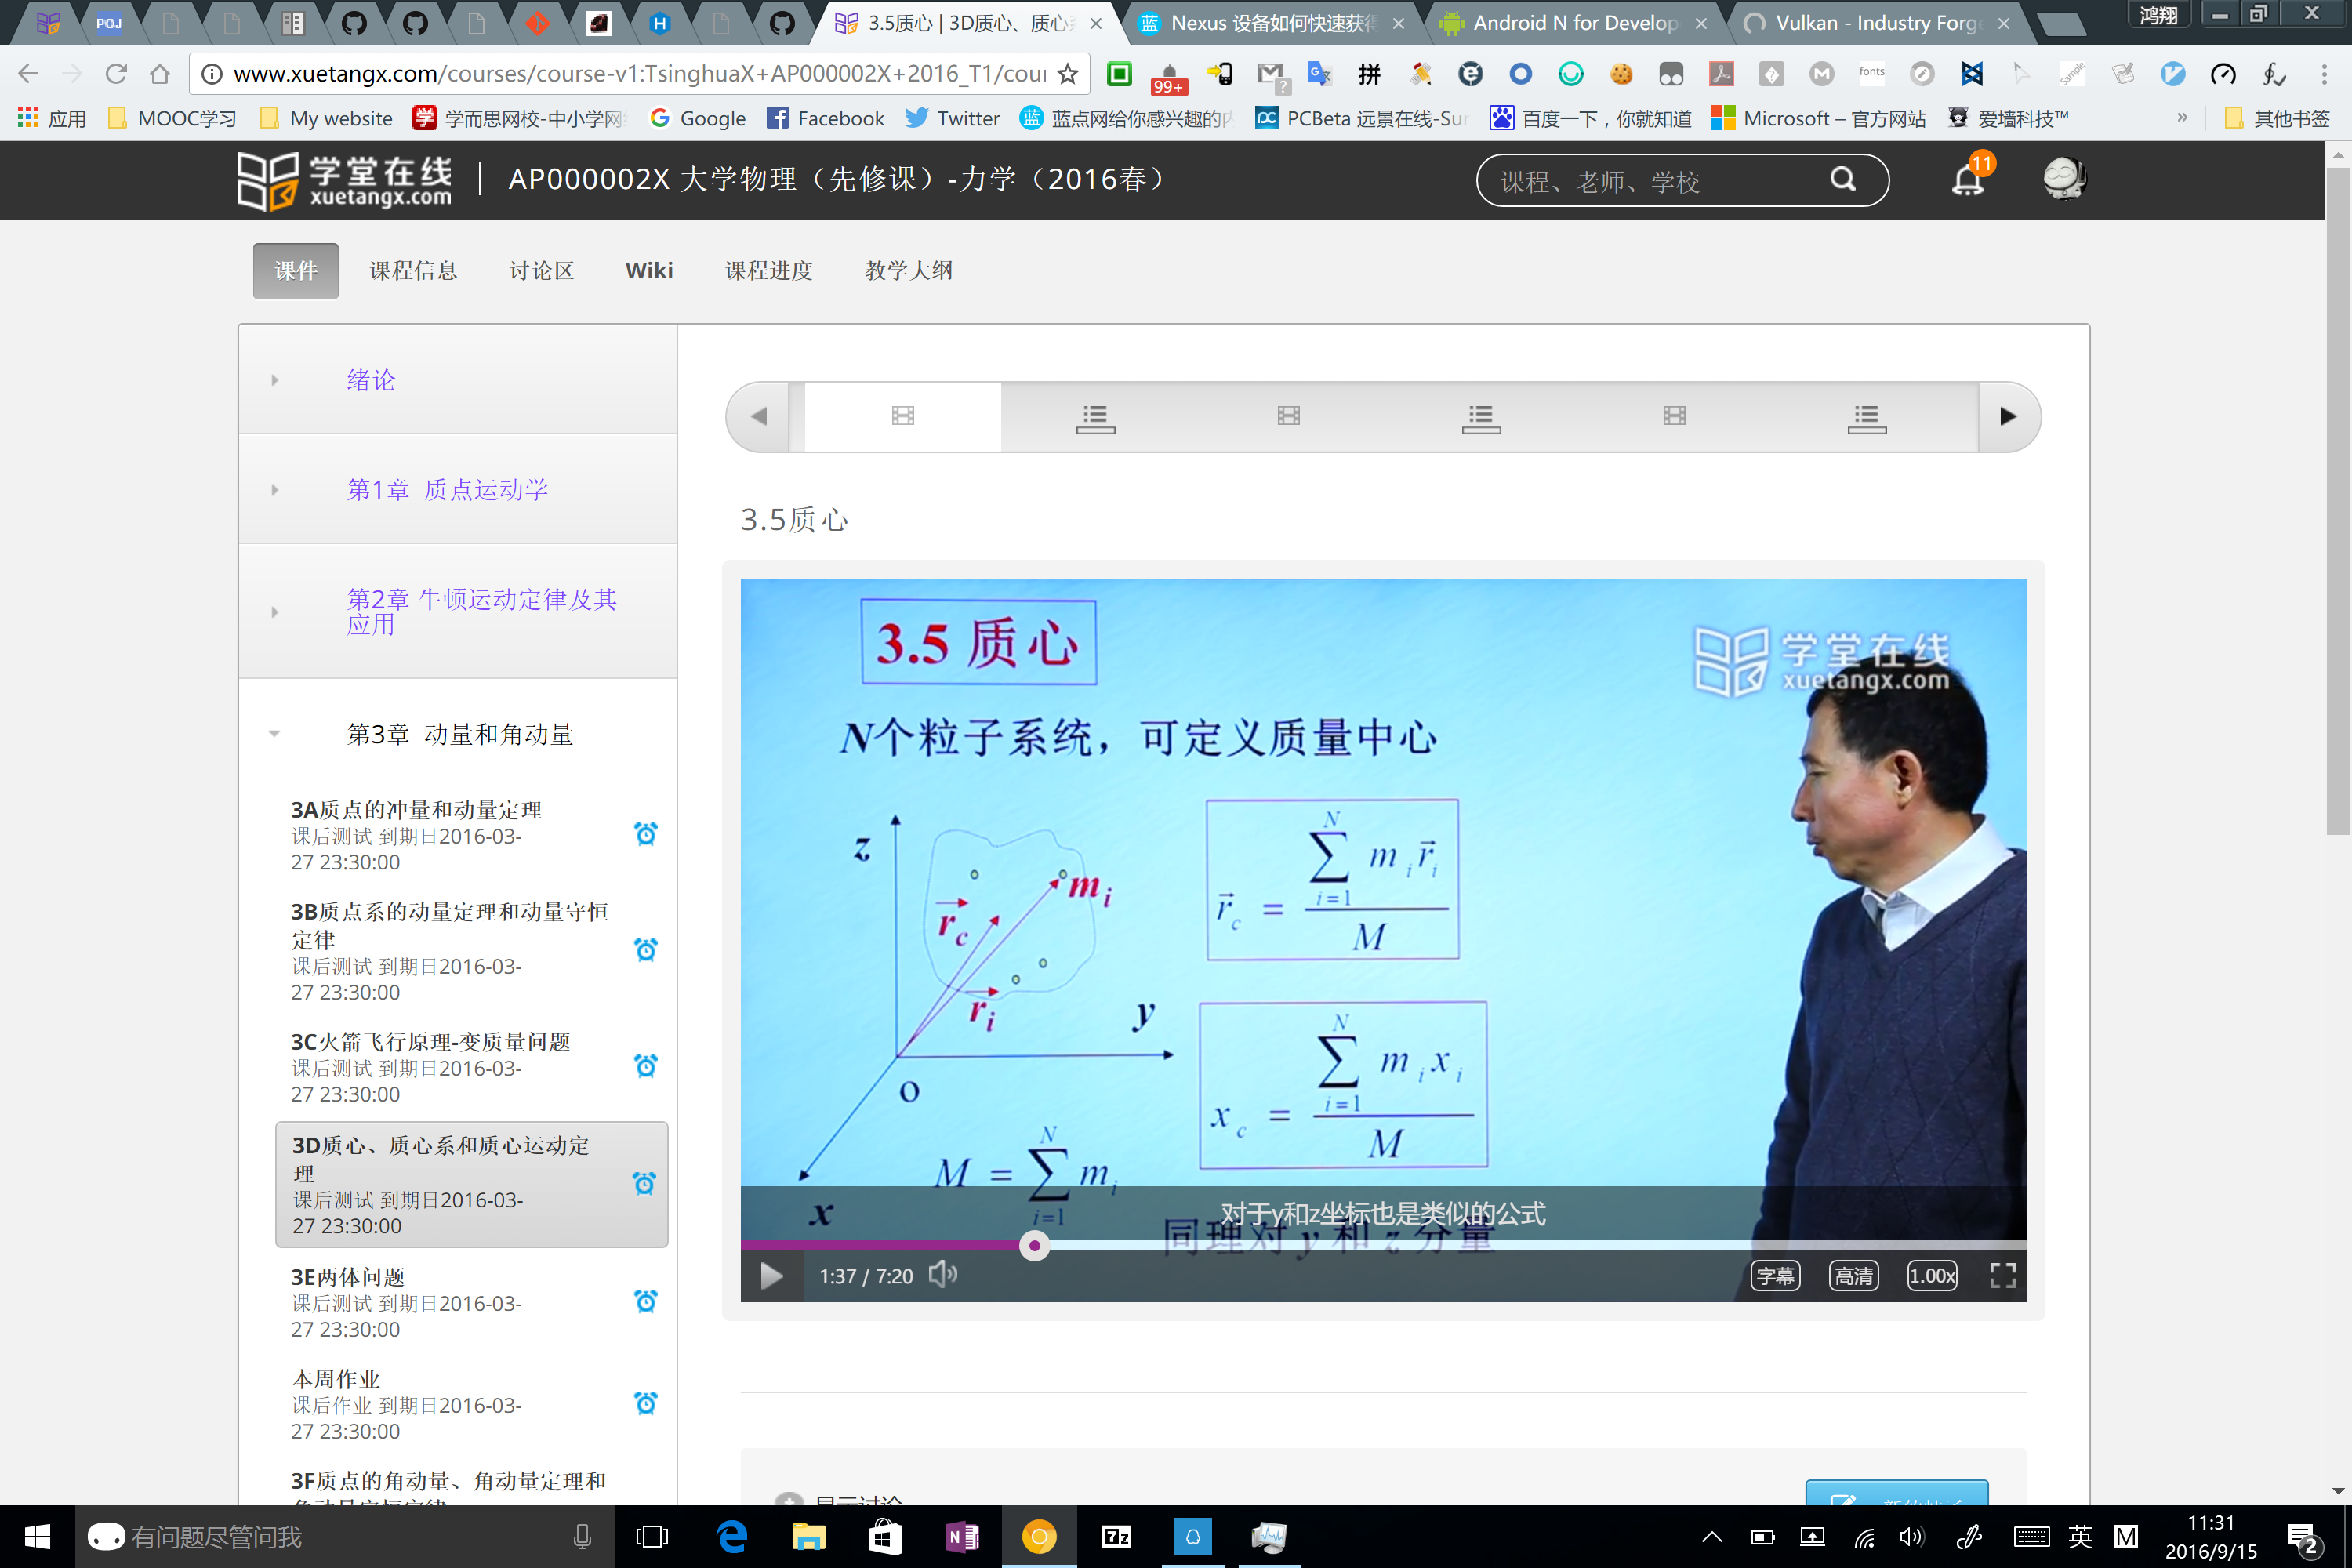 POJ
3.5质心 | 3D质心、质心
Nexus 设备如何快速获得
Android N for Develop
Vulkan - Industry Forge
鸿翔
www.xuetangx.com/courses/course-v1:TsinghuaX+AP000002X+2016_T1/cour
99+
拼
fonts
Sample
应用
MOOC学习
My website
学而思网校-中小学网
Google
Facebook
Twitter
蓝点网给你感兴趣的
PCBeta 远景在线-Sun
百度一下，你就知道
Microsoft – 官方网站
爱墙科技™
»
其他书签
学堂在线
xuetangx.com
AP000002X 大学物理（先修课）-力学（2016春）
课程、老师、学校
11
课件
课程信息
讨论区
Wiki
课程进度
教学大纲
绪论
第1章 质点运动学
第2章 牛顿运动定律及其
应用
第3章 动量和角动量
3A质点的冲量和动量定理
课后测试 到期日2016-03-
27 23:30:00
3B质点系的动量定理和动量守恒
定律
课后测试 到期日2016-03-
27 23:30:00
3C火箭飞行原理-变质量问题
课后测试 到期日2016-03-
27 23:30:00
3D质心、质心系和质心运动定
理
课后测试 到期日2016-03-
27 23:30:00
3E两体问题
课后测试 到期日2016-03-
27 23:30:00
本周作业
课后作业 到期日2016-03-
27 23:30:00
3F质点的角动量、角动量定理和
3.5质心
3.5 质心
学堂在线
xuetangx.com
N个粒子系统，可定义质量中心
z
m_i
r_c
r_i
y
O
x
r_c = \frac{\sum_{i=1}^{N} m_i \vec{r}_i}{M}
x_c = \frac{\sum_{i=1}^{N} m_i x_i}{M}
M = \sum_{i=1}^{N} m_i
对于y和z坐标也是类似的公式
同理对 y 和 z 分量
1:37 / 7:20
字幕
高清
1.00x
显示讨论
有问题尽管问我
7z
英
M
11:31
2016/9/15
2